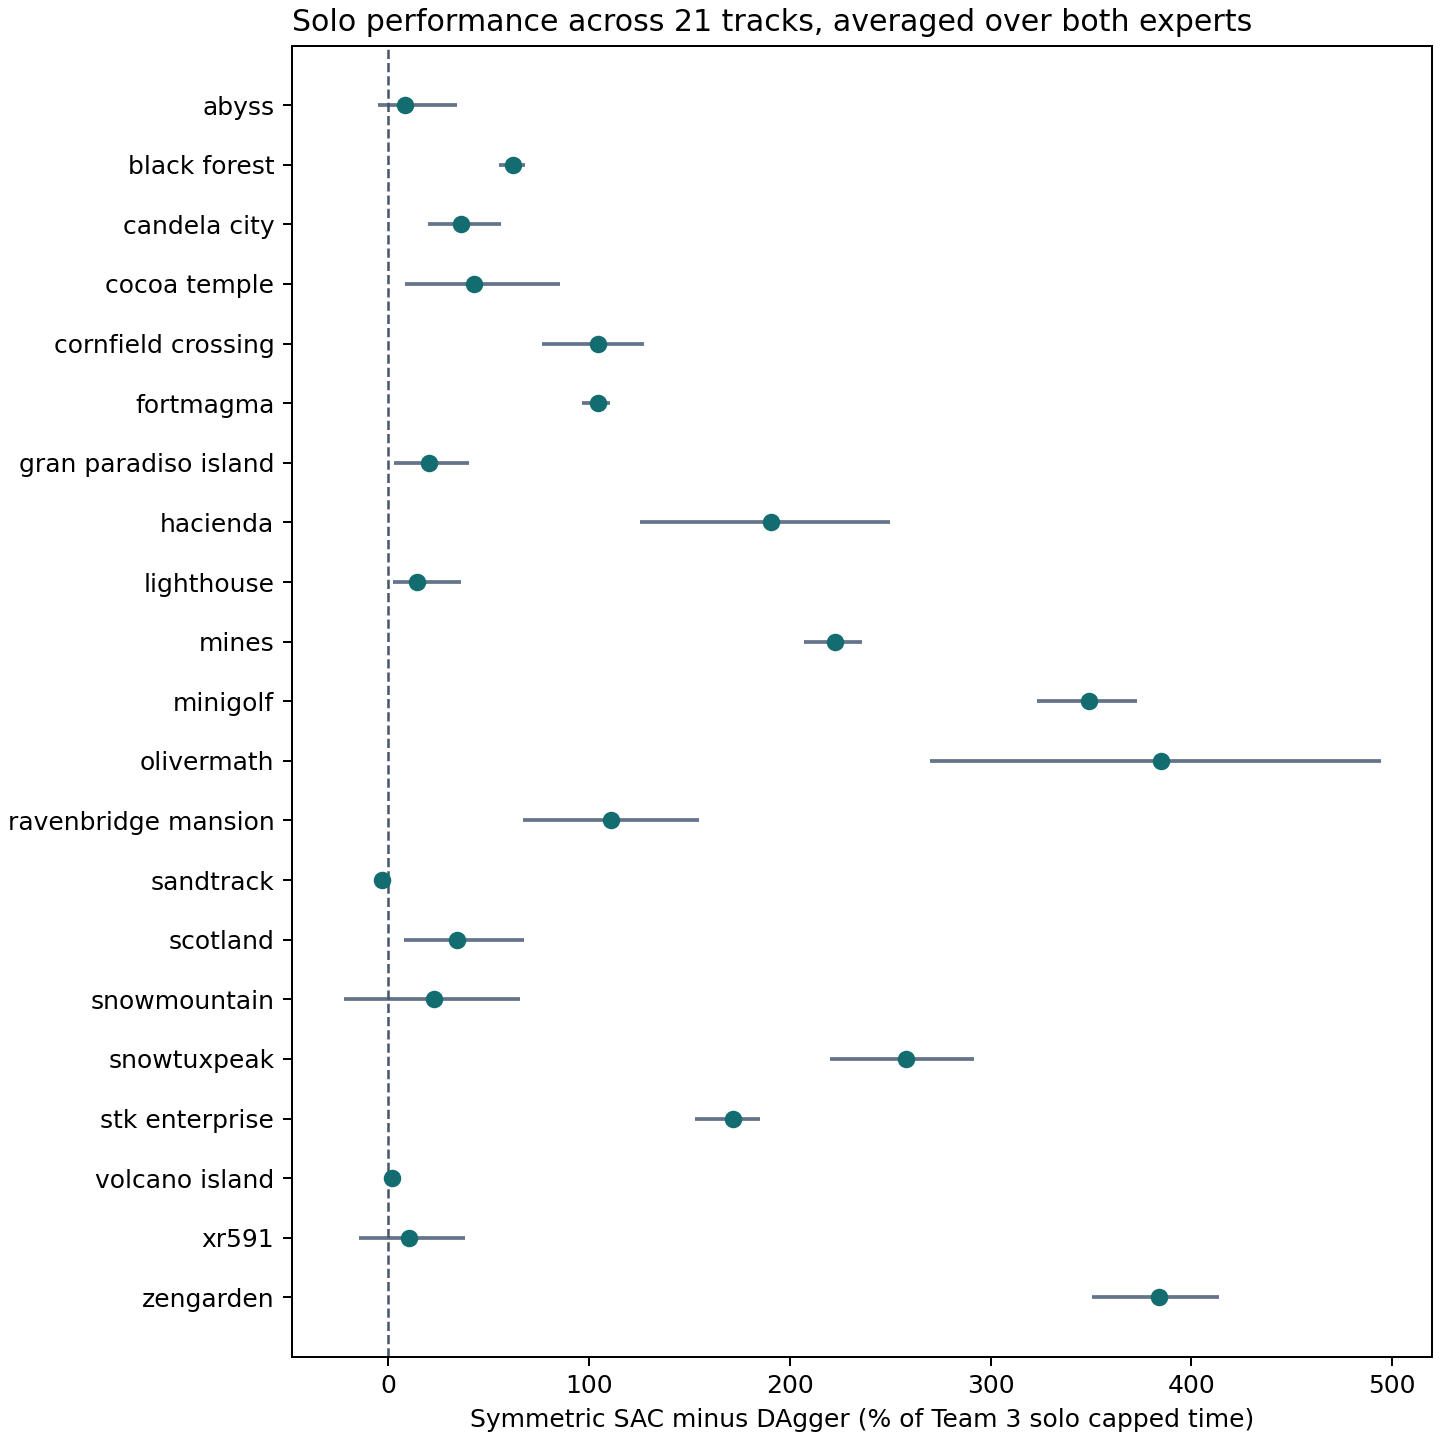 Solo performance across 21 tracks, averaged over both experts
abyss
black forest
candela city
cocoa temple
cornfield crossing
fortmagma
gran paradiso island
hacienda
lighthouse
mines
minigolf
olivermath
ravenbridge mansion
sandtrack
scotland
snowmountain
snowtuxpeak
stk enterprise
volcano island
xr591
zengarden
0 100 200 300 400 500
Symmetric SAC minus DAgger (% of Team 3 solo capped time)